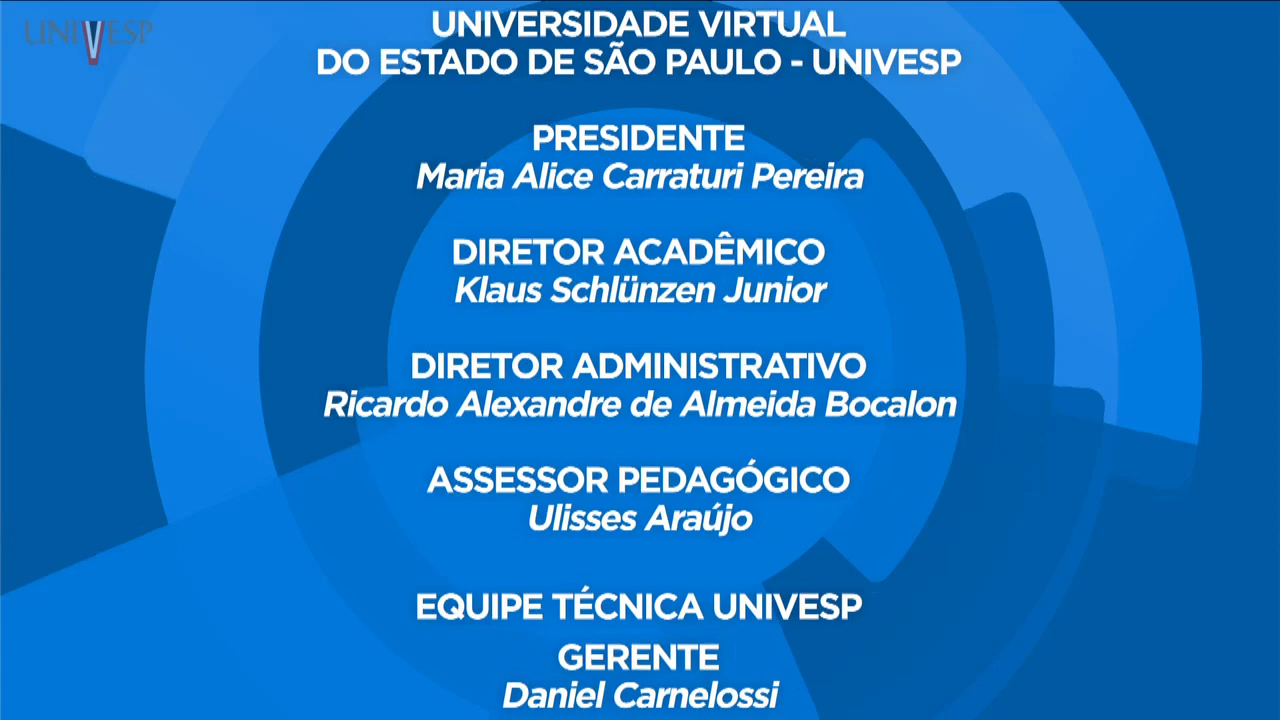 UNIVESP
UNIVERSIDADE VIRTUAL
DO ESTADO DE SÃO PAULO - UNIVESP
PRESIDENTE
Maria Alice Carraturi Pereira
DIRETOR ACADÊMICO
Klaus Schlünzen Junior
DIRETOR ADMINISTRATIVO
Ricardo Alexandre de Almeida Bocalon
ASSESSOR PEDAGÓGICO
Ulisses Araújo
EQUIPE TÉCNICA UNIVESP
GERENTE
Daniel Carnelossi